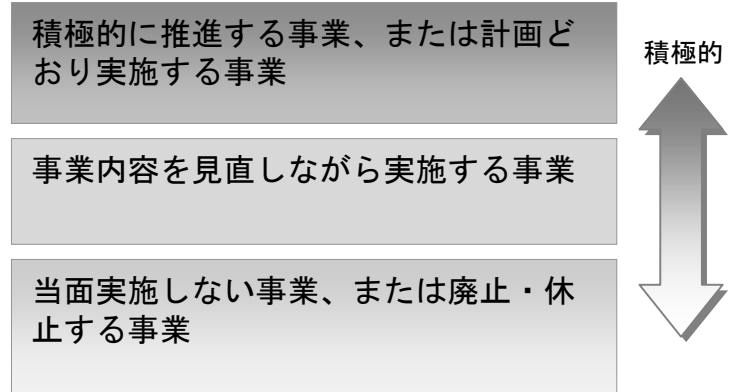 積極的に推進する事業、または計画ど
おり実施する事業
積極的
事業内容を見直しながら実施する事業
当面実施しない事業、または廃止・休
止する事業